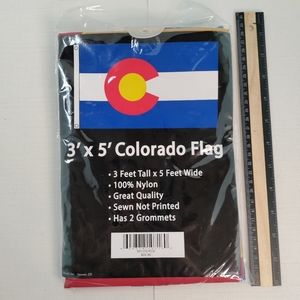 3' x 5' Colorado Flag
• 3 Feet Tall x 5 Feet Wide
• 100% Nylon
• Great Quality
• Sewn Not Printed
• Has 2 Grommets